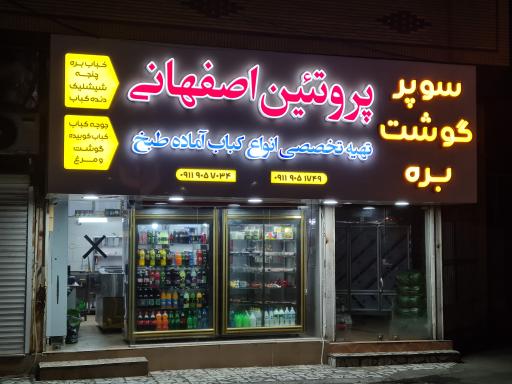 سوپر
گوشت
بره
پروتئین اصفهانی
تهیه تخصصی انواع کباب آماده طبخ
۰۹۱۱ ۹۰۵ ۷۰۳۴
۰۹۱۱ ۹۰۵ ۱۷۴۹
کباب بره
چنجه
شیشلیک
دنده کباب
جوجه کباب
کباب کوبیده
گوشت
و مرغ